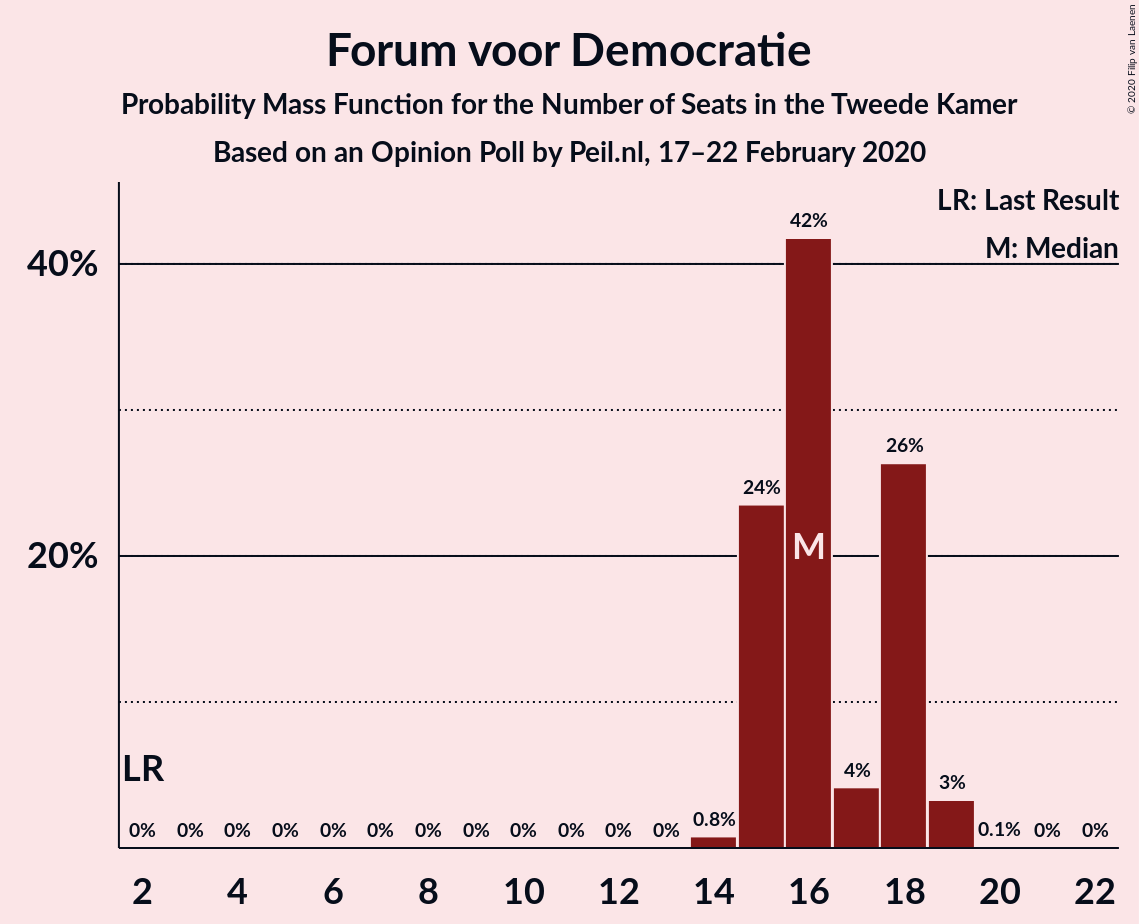 Forum voor Democratie
Probability Mass Function for the Number of Seats in the Tweede Kamer
Based on an Opinion Poll by Peil.nl, 17–22 February 2020
© 2020 Filip van Laenen
LR: Last Result
M: Median
40%
20%
42%
26%
24%
M
LR
4%
3%
0% 0% 0% 0% 0% 0% 0% 0% 0% 0% 0% 0% 0.8% 0.1% 0% 0%
2 4 6 8 10 12 14 16 18 20 22